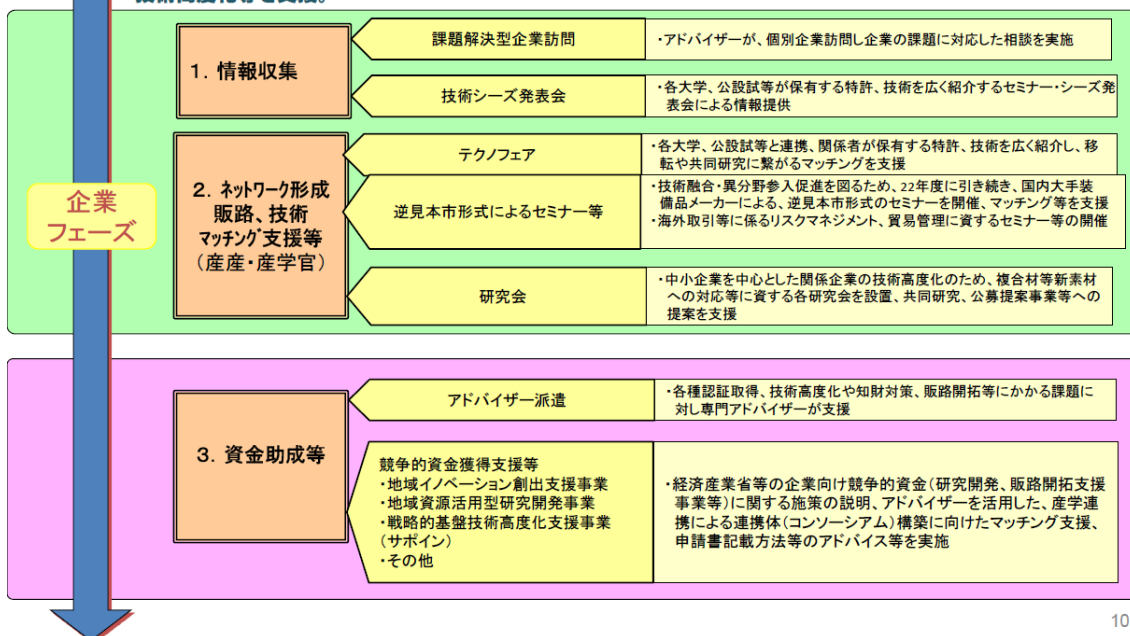 企業
フェーズ
1．情報収集
課題解決型企業訪問
・アドバイザーが、個別企業訪問し企業の課題に対応した相談を実施
技術シーズ発表会
・各大学、公設試等が保有する特許、技術を広く紹介するセミナー・シーズ発
表会による情報提供
2．ネットワーク形成
販路、技術
マッチング支援等
（産産・産学官）
テクノフェア
・各大学、公設試等と連携、関係者が保有する特許、技術を広く紹介し、移
転や共同研究に繋がるマッチングを支援
逆見本市形式によるセミナー等
・技術融合・異分野参入促進を図るため、22年度に引き続き、国内大手装
備品メーカーによる、逆見本市形式のセミナーを開催、マッチング等を支援
・海外取引等に係るリスクマネジメント、貿易管理に資するセミナー等の開催
研究会
・中小企業を中心とした関係企業の技術高度化のため、複合材等新素材
への対応等に資する各研究会を設置、共同研究、公募提案事業等への
提案を支援
3．資金助成等
アドバイザー派遣
・各種認証取得、技術高度化や知財対策、販路開拓等にかかる課題に
対し専門アドバイザーが支援
競争的資金獲得支援等
・地域イノベーション創出支援事業
・地域資源活用型研究開発事業
・戦略的基盤技術高度化支援事業
（サポイン）
・その他
・経済産業省等の企業向け競争的資金（研究開発、販路開拓支援
事業等）に関する施策の説明、アドバイザーを活用した、産学連
携による連携体（コンソーシアム）構築に向けたマッチング支援、
申請書記載方法等のアドバイス等を実施
10